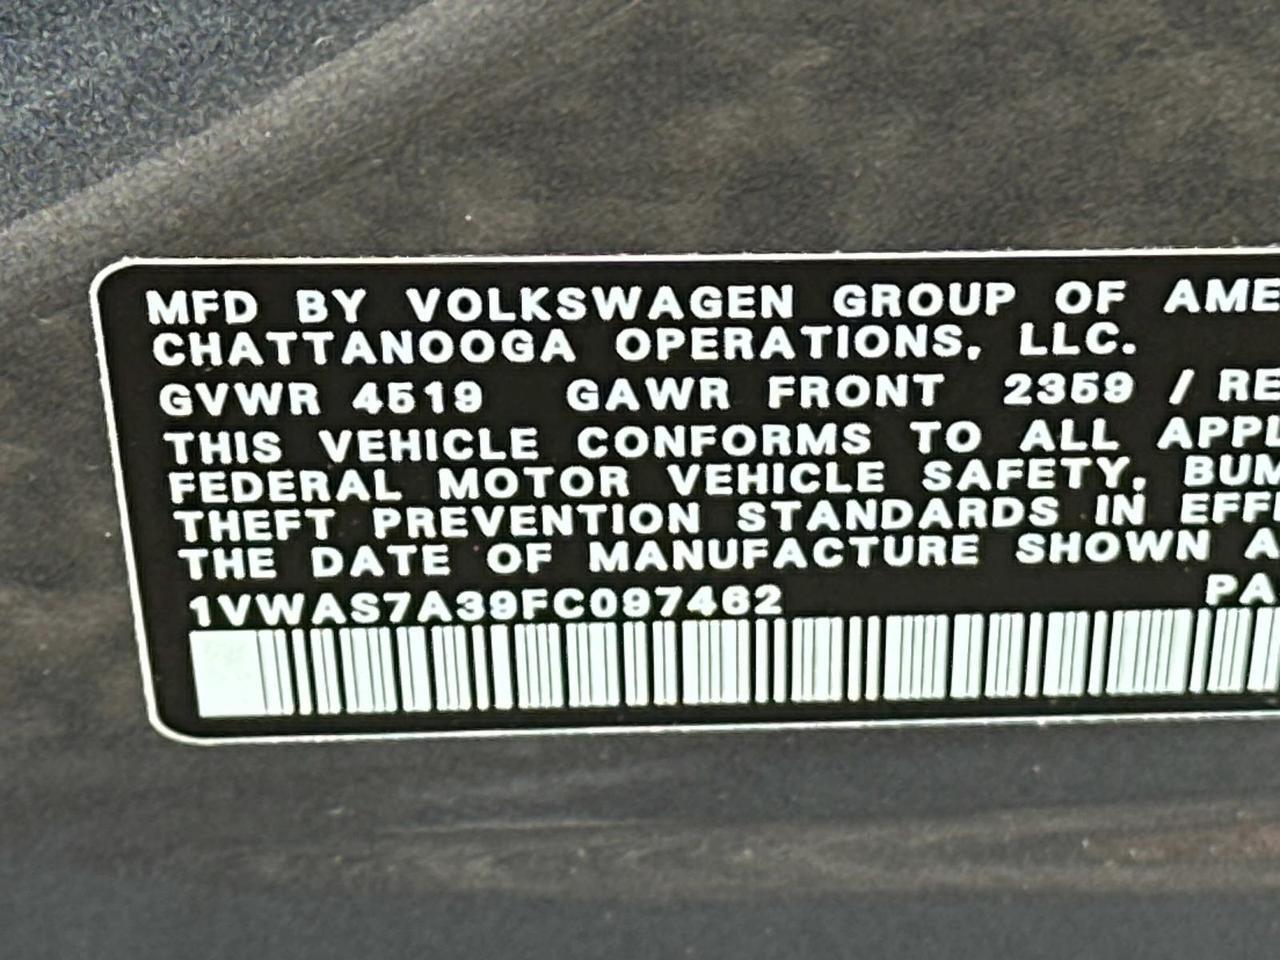 MFD BY VOLKSWAGEN GROUP OF AME
CHATTANOOGA OPERATIONS, LLC.
GVWR 4519 GAWR FRONT 2359 / RE
THIS VEHICLE CONFORMS TO ALL APPL
FEDERAL MOTOR VEHICLE SAFETY, BUM
THEFT PREVENTION STANDARDS IN EFF
THE DATE OF MANUFACTURE SHOWN A
1VWAS7A39FC097462 PA